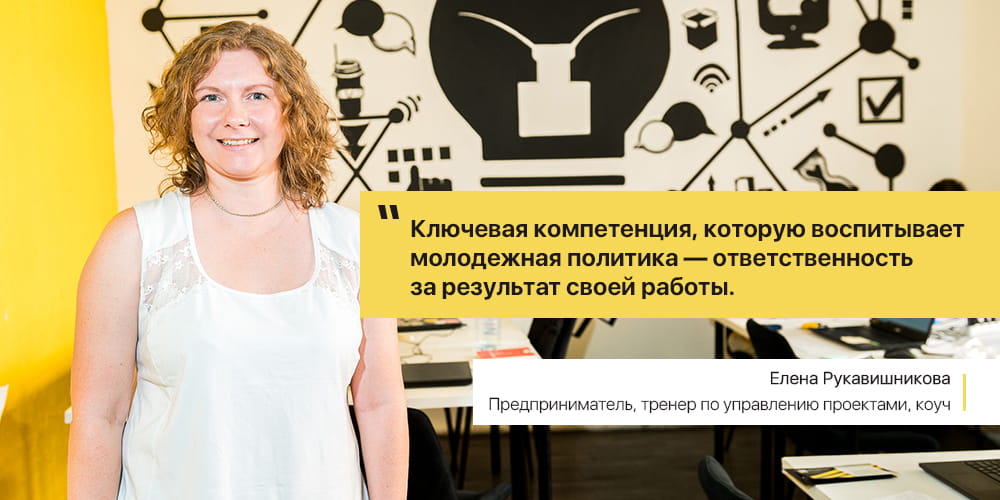 "Ключевая компетенция, которую воспитывает
молодежная политика — ответственность
за результат своей работы.
Елена Рукавишникова
Предприниматель, тренер по управлению проектами, коуч